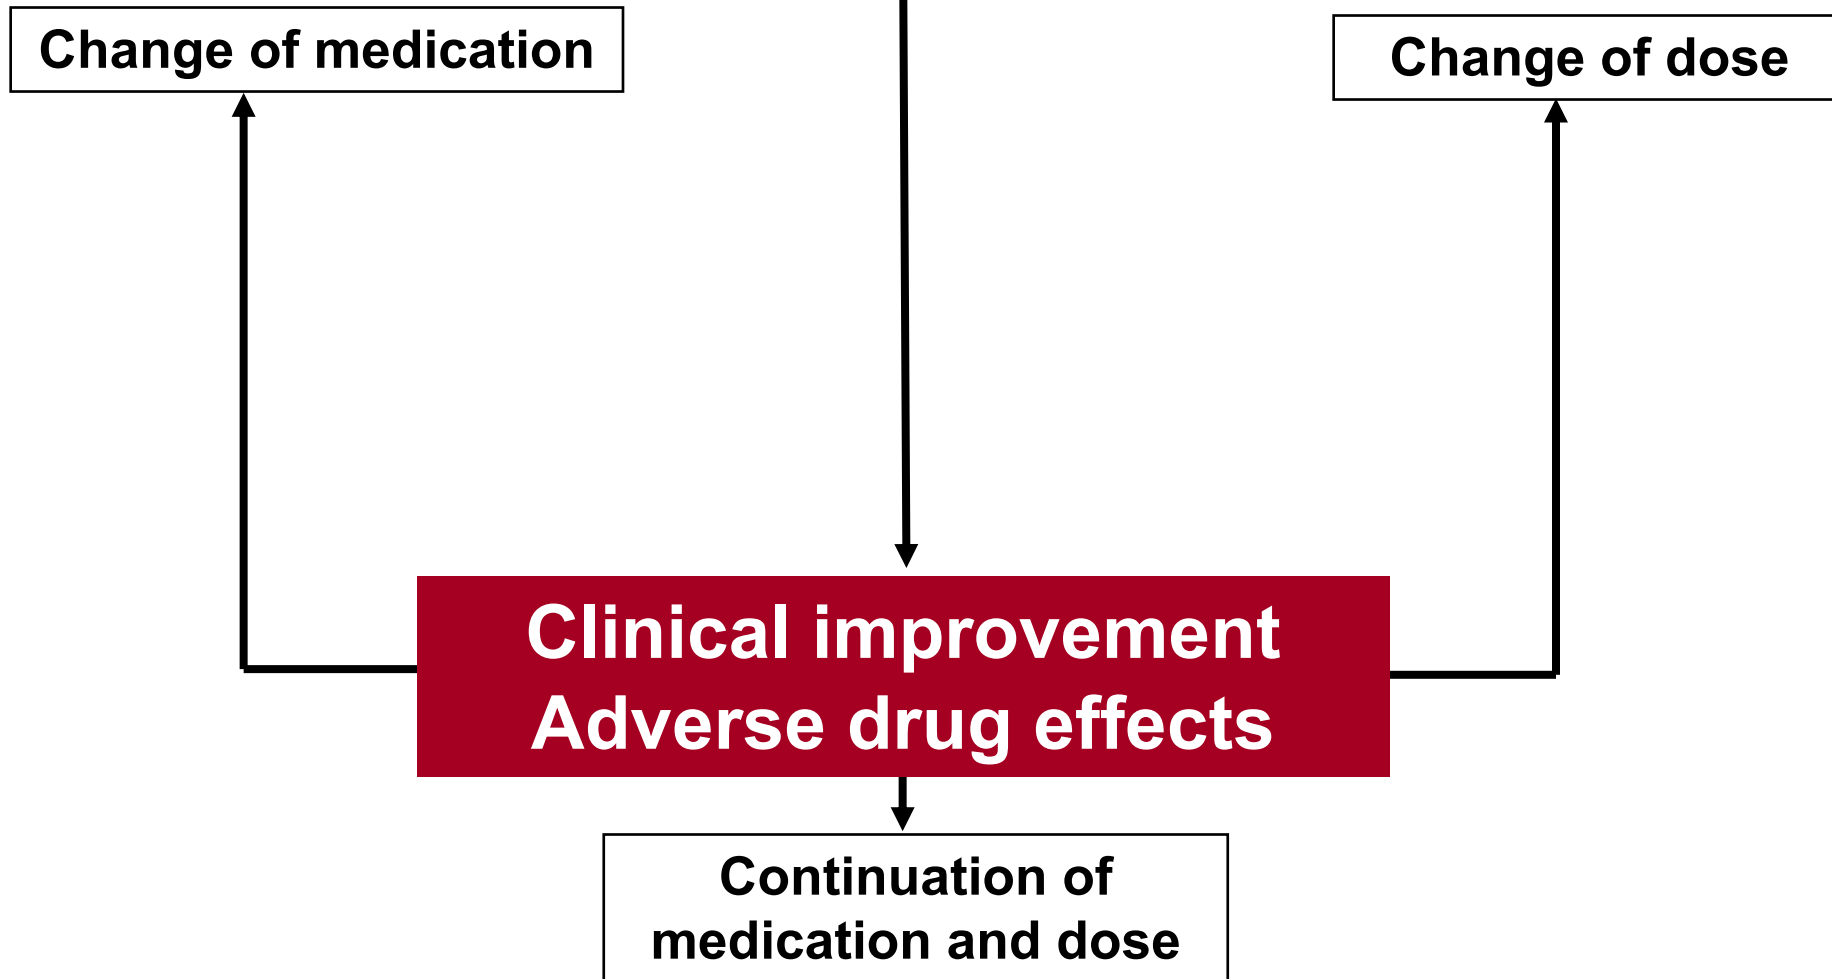 Change of medication
Change of dose
Clinical improvement
Adverse drug effects
Continuation of
medication and dose